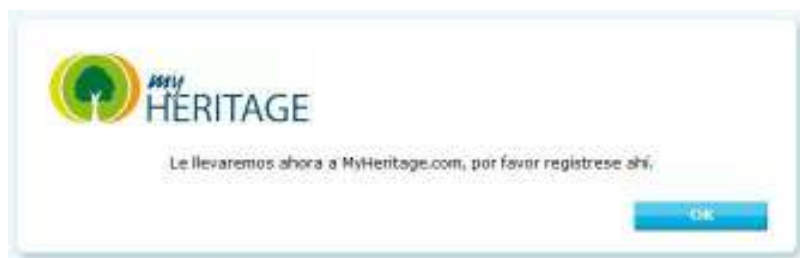 my
HERITAGE
Le llevaremos ahora a MyHeritage.com, por favor registrese ahí.
OK